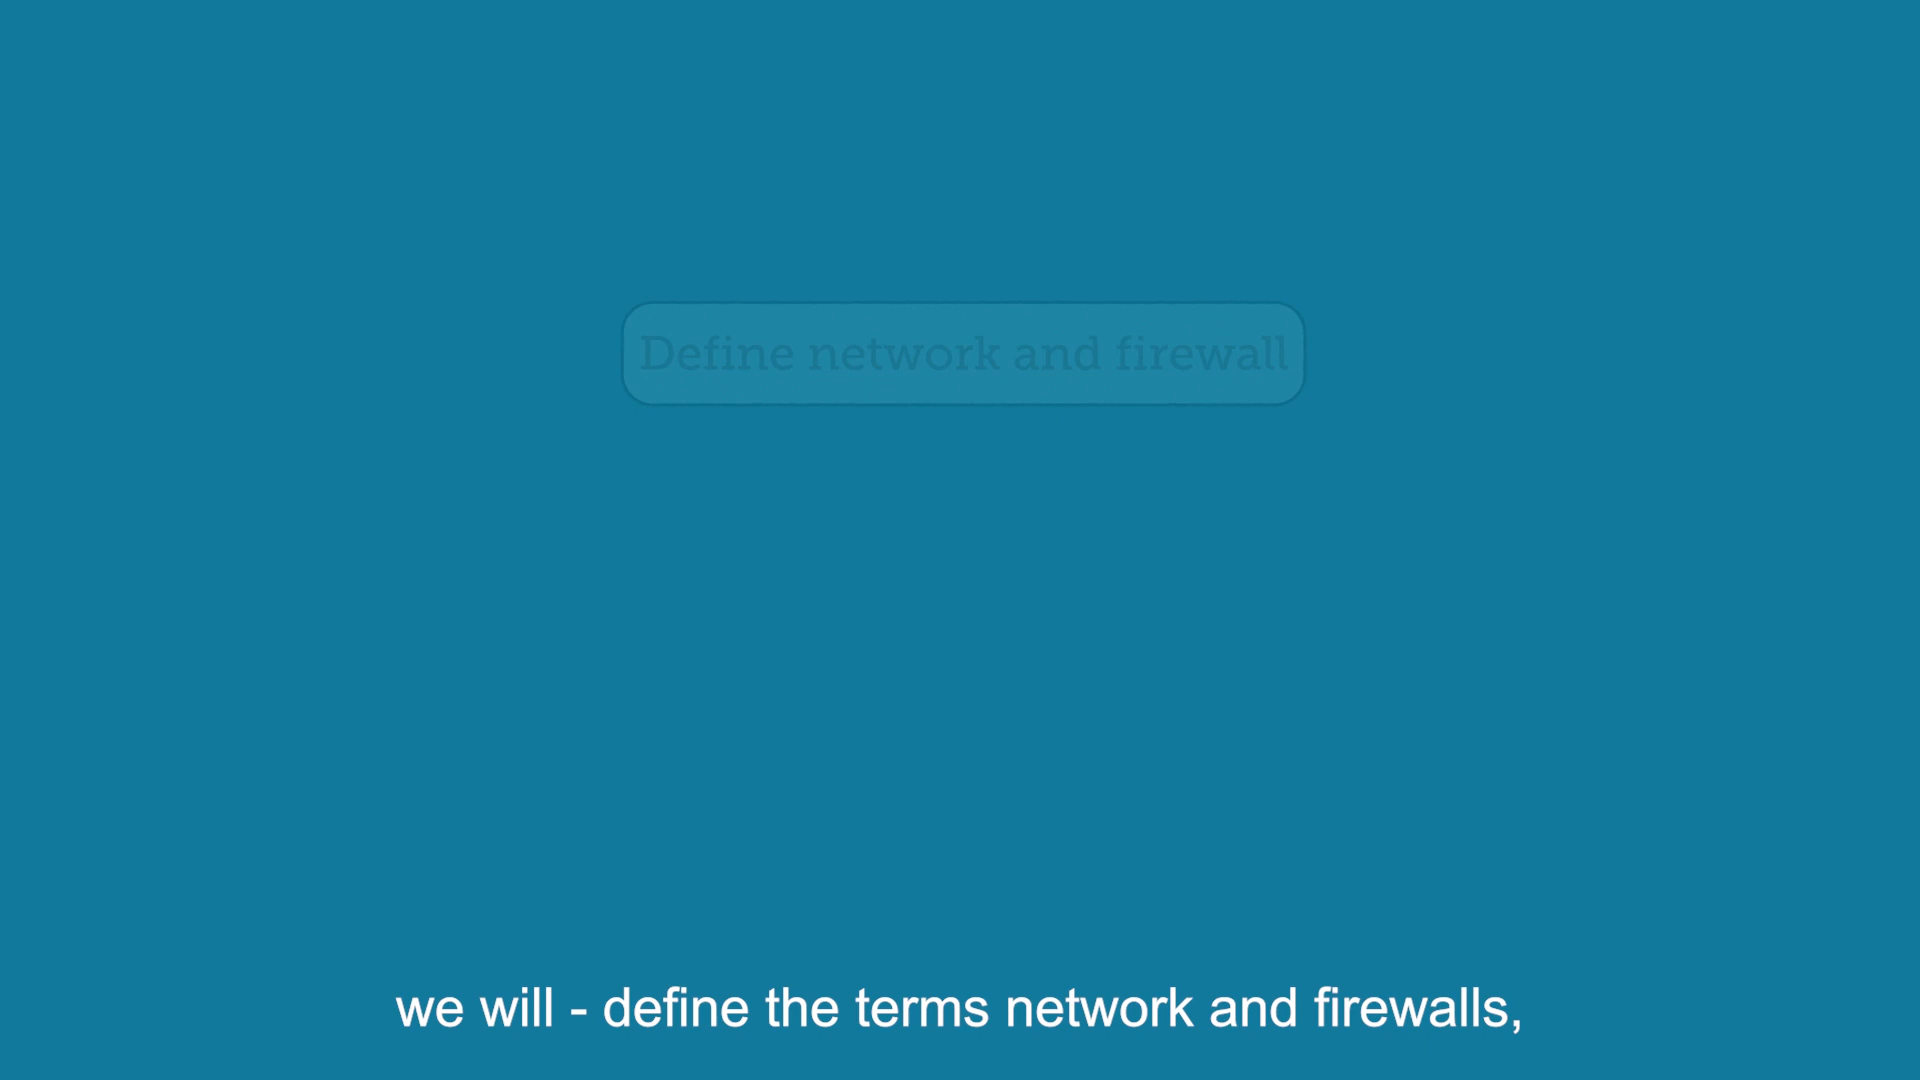 Define network and firewall
we will - define the terms network and firewalls,